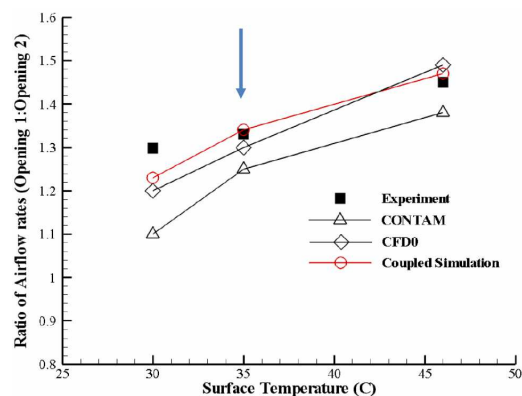 Ratio of Airflow rates (Opening 1:Opening 2)
1.6
1.5
1.4
1.3
1.2
1.1
1
0.9
0.8
Experiment
CONTAM
CFD0
Coupled Simulation
25 30 35 40 45 50
Surface Temperature (C)